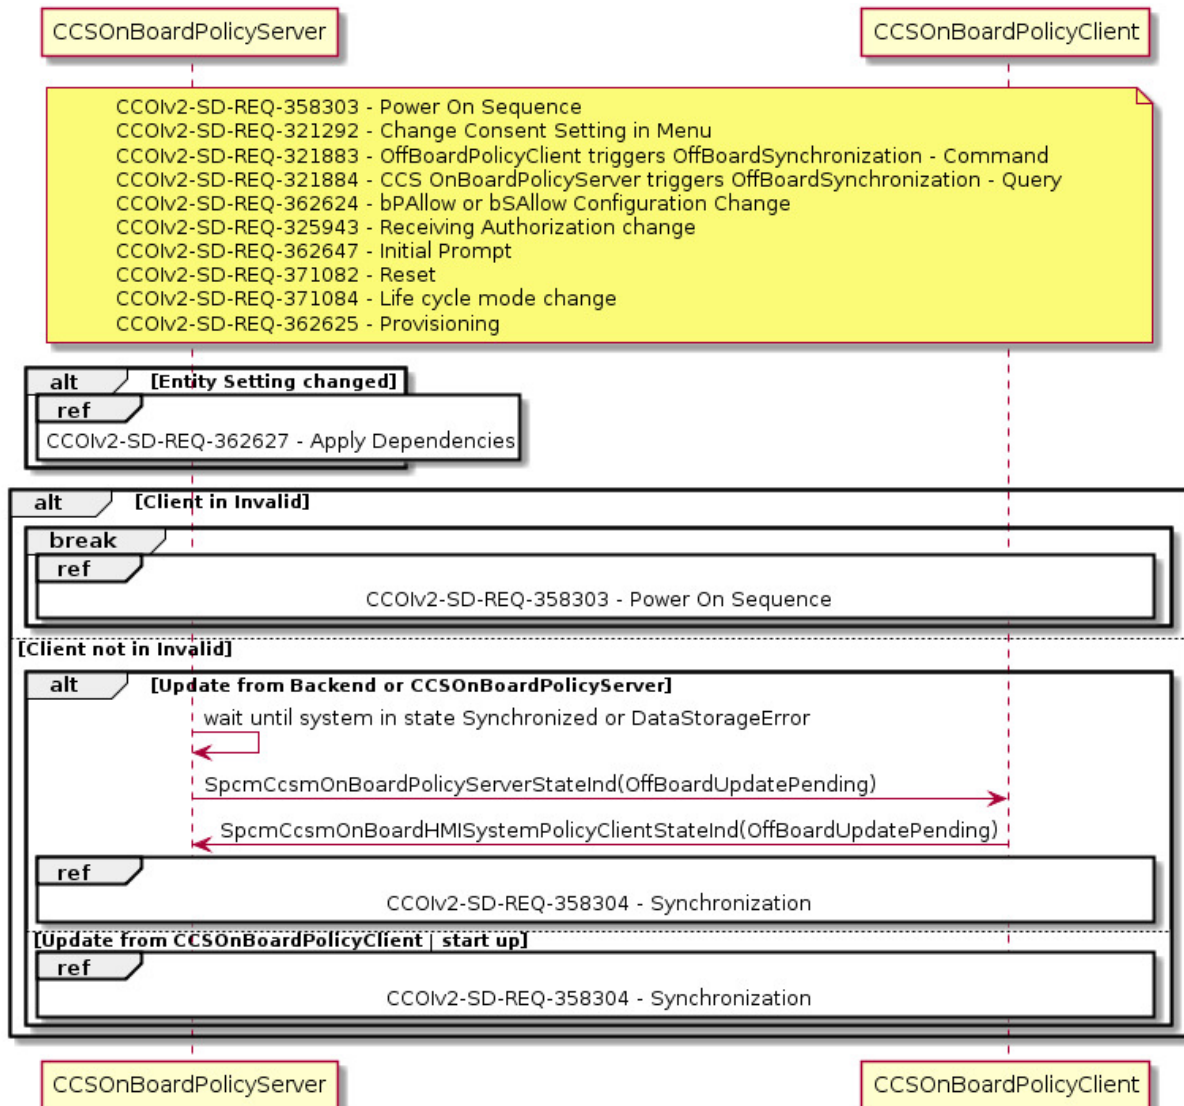 CCSOnBoardPolicyServer
CCSOnBoardPolicyClient
CCOIv2-SD-REQ-358303 - Power On Sequence
CCOIv2-SD-REQ-321292 - Change Consent Setting in Menu
CCOIv2-SD-REQ-321883 - OffBoardPolicyClient triggers OffBoardSynchronization - Command
CCOIv2-SD-REQ-321884 - CCS OnBoardPolicyServer triggers OffBoardSynchronization - Query
CCOIv2-SD-REQ-362624 - bPAllow or bSAllow Configuration Change
CCOIv2-SD-REQ-325943 - Receiving Authorization change
CCOIv2-SD-REQ-362647 - Initial Prompt
CCOIv2-SD-REQ-371082 - Reset
CCOIv2-SD-REQ-371084 - Life cycle mode change
CCOIv2-SD-REQ-362625 - Provisioning
alt [Entity Setting changed]
ref
CCOIv2-SD-REQ-362627 - Apply Dependencies
alt [Client in Invalid]
break
ref
CCOIv2-SD-REQ-358303 - Power On Sequence
[Client not in Invalid]
alt [Update from Backend or CCSOnBoardPolicyServer]
wait until system in state Synchronized or DataStorageError
SpcmCcsmOnBoardPolicyServerStateInd(OffBoardUpdatePending)
SpcmCcsmOnBoardHMISystemPolicyClientStateInd(OffBoardUpdatePending)
ref
CCOIv2-SD-REQ-358304 - Synchronization
[Update from CCSOnBoardPolicyClient | start up]
ref
CCOIv2-SD-REQ-358304 - Synchronization
CCSOnBoardPolicyServer
CCSOnBoardPolicyClient